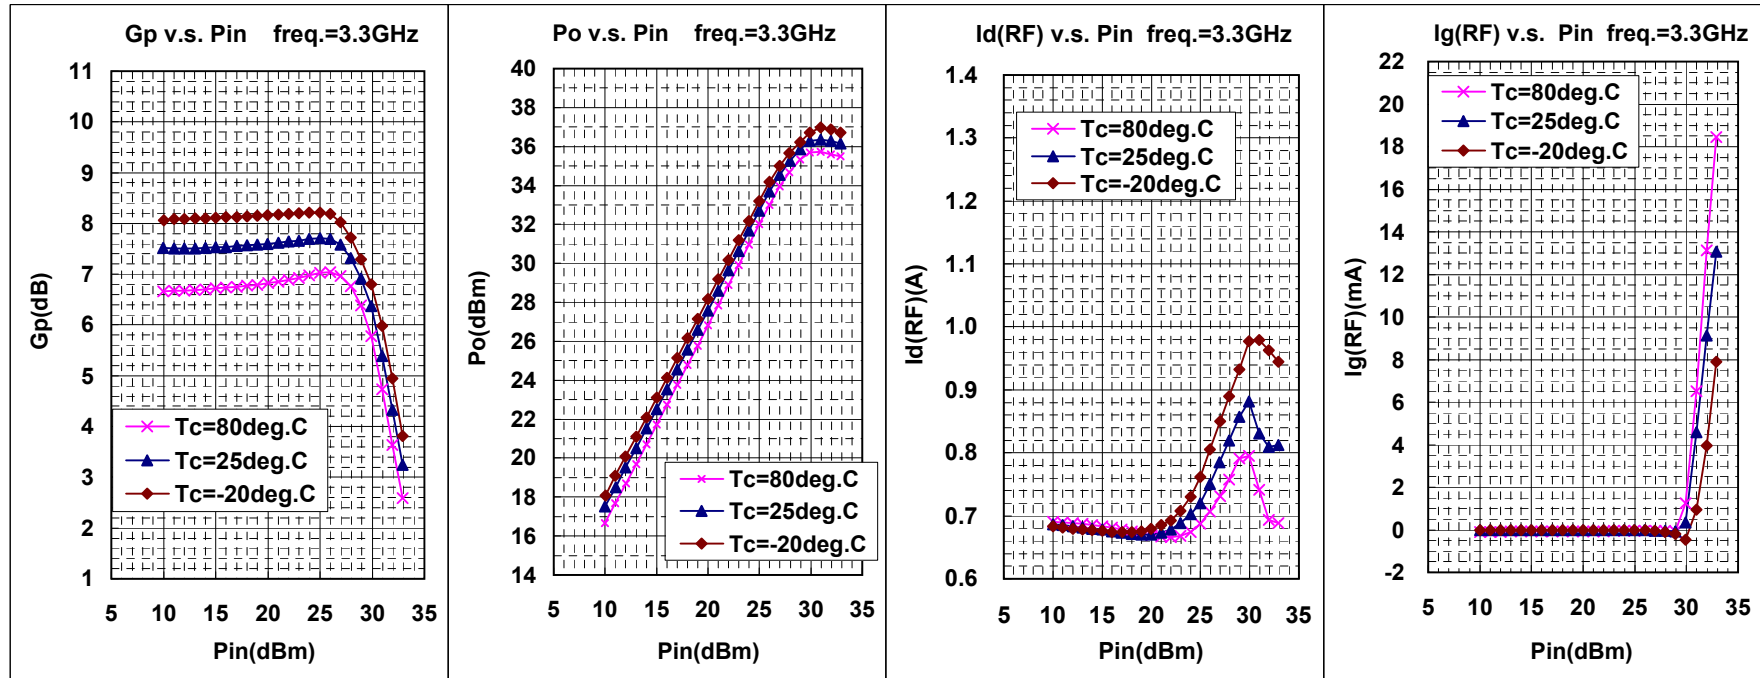 Gp v.s. Pin freq.=3.3GHz
11
10
9
8
7
6
5
4
3
2
1
Gp(dB)
Tc=80deg.C
Tc=25deg.C
Tc=-20deg.C
5 10 15 20 25 30 35
Pin(dBm)
Po v.s. Pin freq.=3.3GHz
40
38
36
34
32
30
28
26
24
22
20
18
16
14
Po(dBm)
Tc=80deg.C
Tc=25deg.C
Tc=-20deg.C
5 10 15 20 25 30 35
Pin(dBm)
Id(RF) v.s. Pin freq.=3.3GHz
1.4
1.3
1.2
1.1
1.0
0.9
0.8
0.7
0.6
Id(RF)(A)
Tc=80deg.C
Tc=25deg.C
Tc=-20deg.C
5 10 15 20 25 30 35
Pin(dBm)
Ig(RF) v.s. Pin freq.=3.3GHz
22
20
18
16
14
12
10
8
6
4
2
0
-2
Ig(RF)(mA)
Tc=80deg.C
Tc=25deg.C
Tc=-20deg.C
5 10 15 20 25 30 35
Pin(dBm)